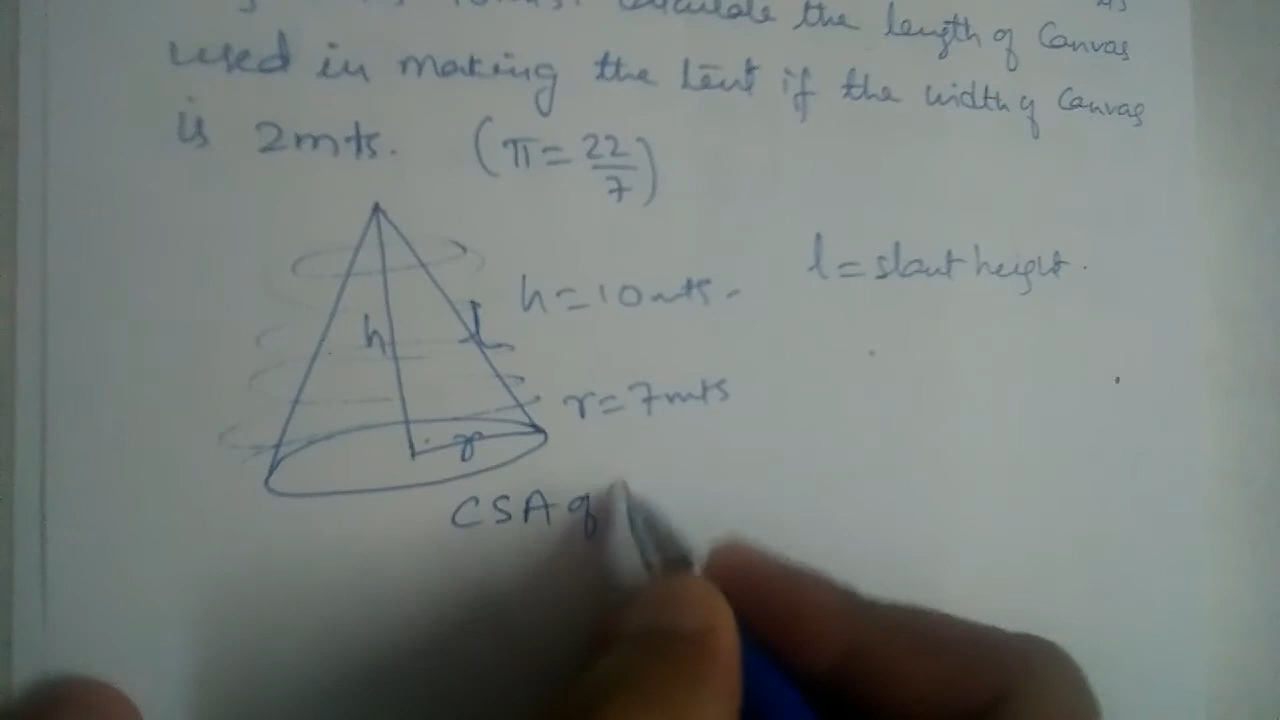 calculate the length of Canvas
used in making the tent if the width of Canvas
is 2mts. (π = 22/7)
l = slant height.
h = 10mts.
h l
r = 7mts
r
CSA of